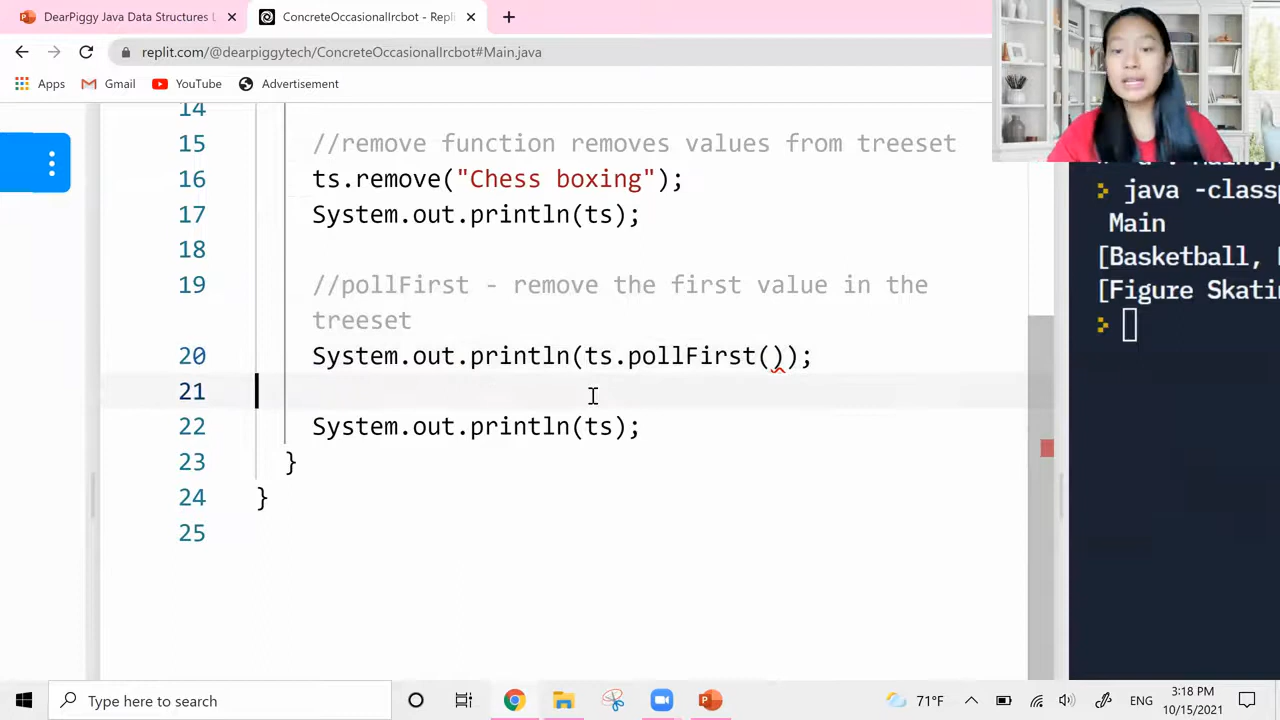 DearPiggy Java Data Structures L
ConcreteOccasionalIrcbot - Repli
replit.com/@dearpiggytech/ConcreteOccasionalIrcbot#Main.java
Apps
Gmail
YouTube
Advertisement
14
15 //remove function removes values from treeset
16 ts.remove("Chess boxing");
17 System.out.println(ts);
18
19 //pollFirst - remove the first value in the
treeset
20 System.out.println(ts.pollFirst());
21
22 System.out.println(ts);
23 }
24 }
25
> java -classp
Main
[Basketball,
[Figure Skatin
>
Type here to search
71°F
ENG
3:18 PM
10/15/2021